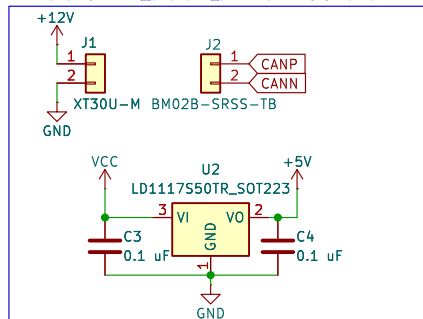 +12V
J1
1
2
XT30U-M
GND
J2
1
2
CANP
CANN
BM02B-SRSS-TB
VCC
U2
+5V
LD1117S50TR_SOT223
3
VI
VO
2
GND
1
C3
0.1 uF
C4
0.1 uF
GND